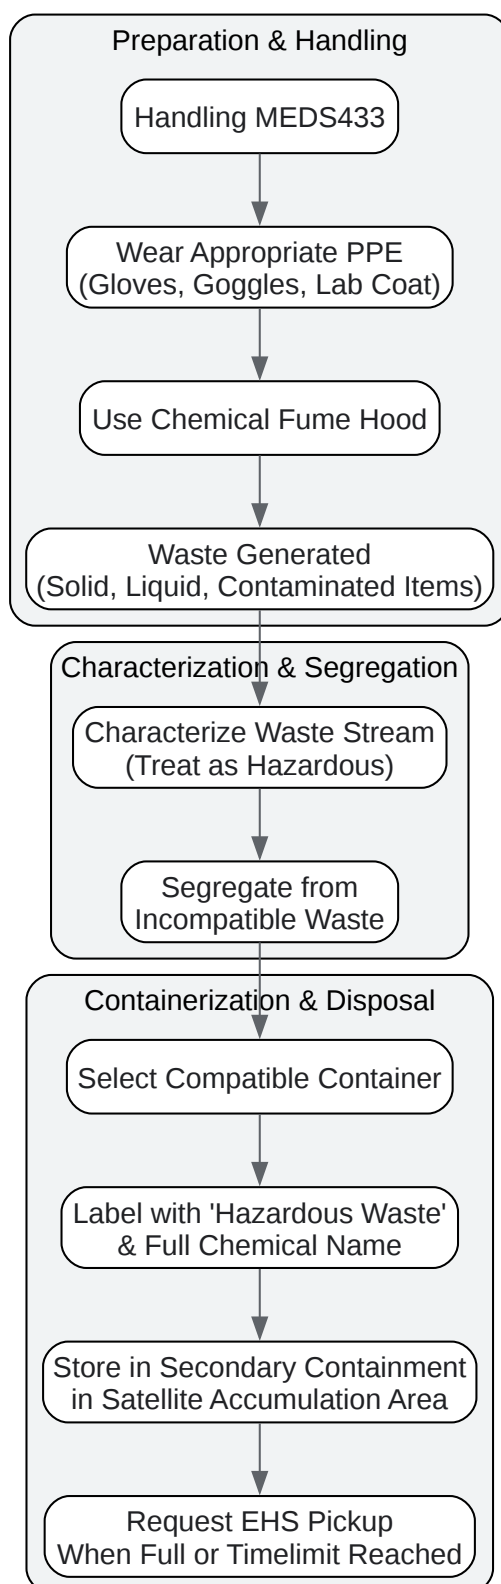 Preparation & Handling
Handling MEDS433
Wear Appropriate PPE
(Gloves, Goggles, Lab Coat)
Use Chemical Fume Hood
Waste Generated
(Solid, Liquid, Contaminated Items)
Characterization & Segregation
Characterize Waste Stream
(Treat as Hazardous)
Segregate from
Incompatible Waste
Containerization & Disposal
Select Compatible Container
Label with 'Hazardous Waste'
& Full Chemical Name
Store in Secondary Containment
in Satellite Accumulation Area
Request EHS Pickup
When Full or Timelimit Reached